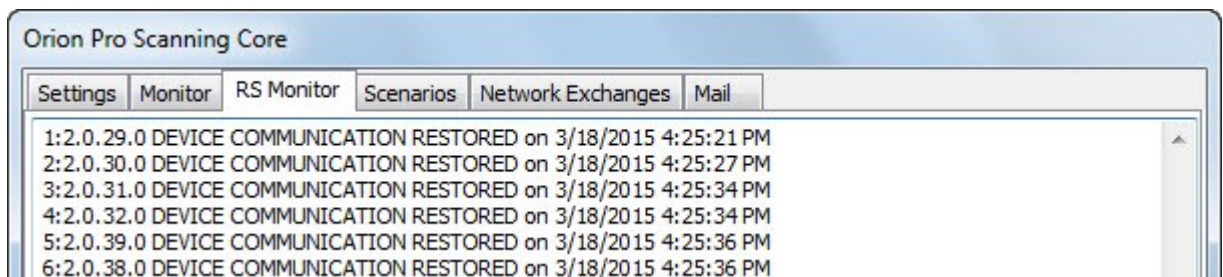 Orion Pro Scanning Core
Settings Monitor RS Monitor Scenarios Network Exchanges Mail
1:2.0.29.0 DEVICE COMMUNICATION RESTORED on 3/18/2015 4:25:21 PM
2:2.0.30.0 DEVICE COMMUNICATION RESTORED on 3/18/2015 4:25:27 PM
3:2.0.31.0 DEVICE COMMUNICATION RESTORED on 3/18/2015 4:25:34 PM
4:2.0.32.0 DEVICE COMMUNICATION RESTORED on 3/18/2015 4:25:34 PM
5:2.0.39.0 DEVICE COMMUNICATION RESTORED on 3/18/2015 4:25:36 PM
6:2.0.38.0 DEVICE COMMUNICATION RESTORED on 3/18/2015 4:25:36 PM